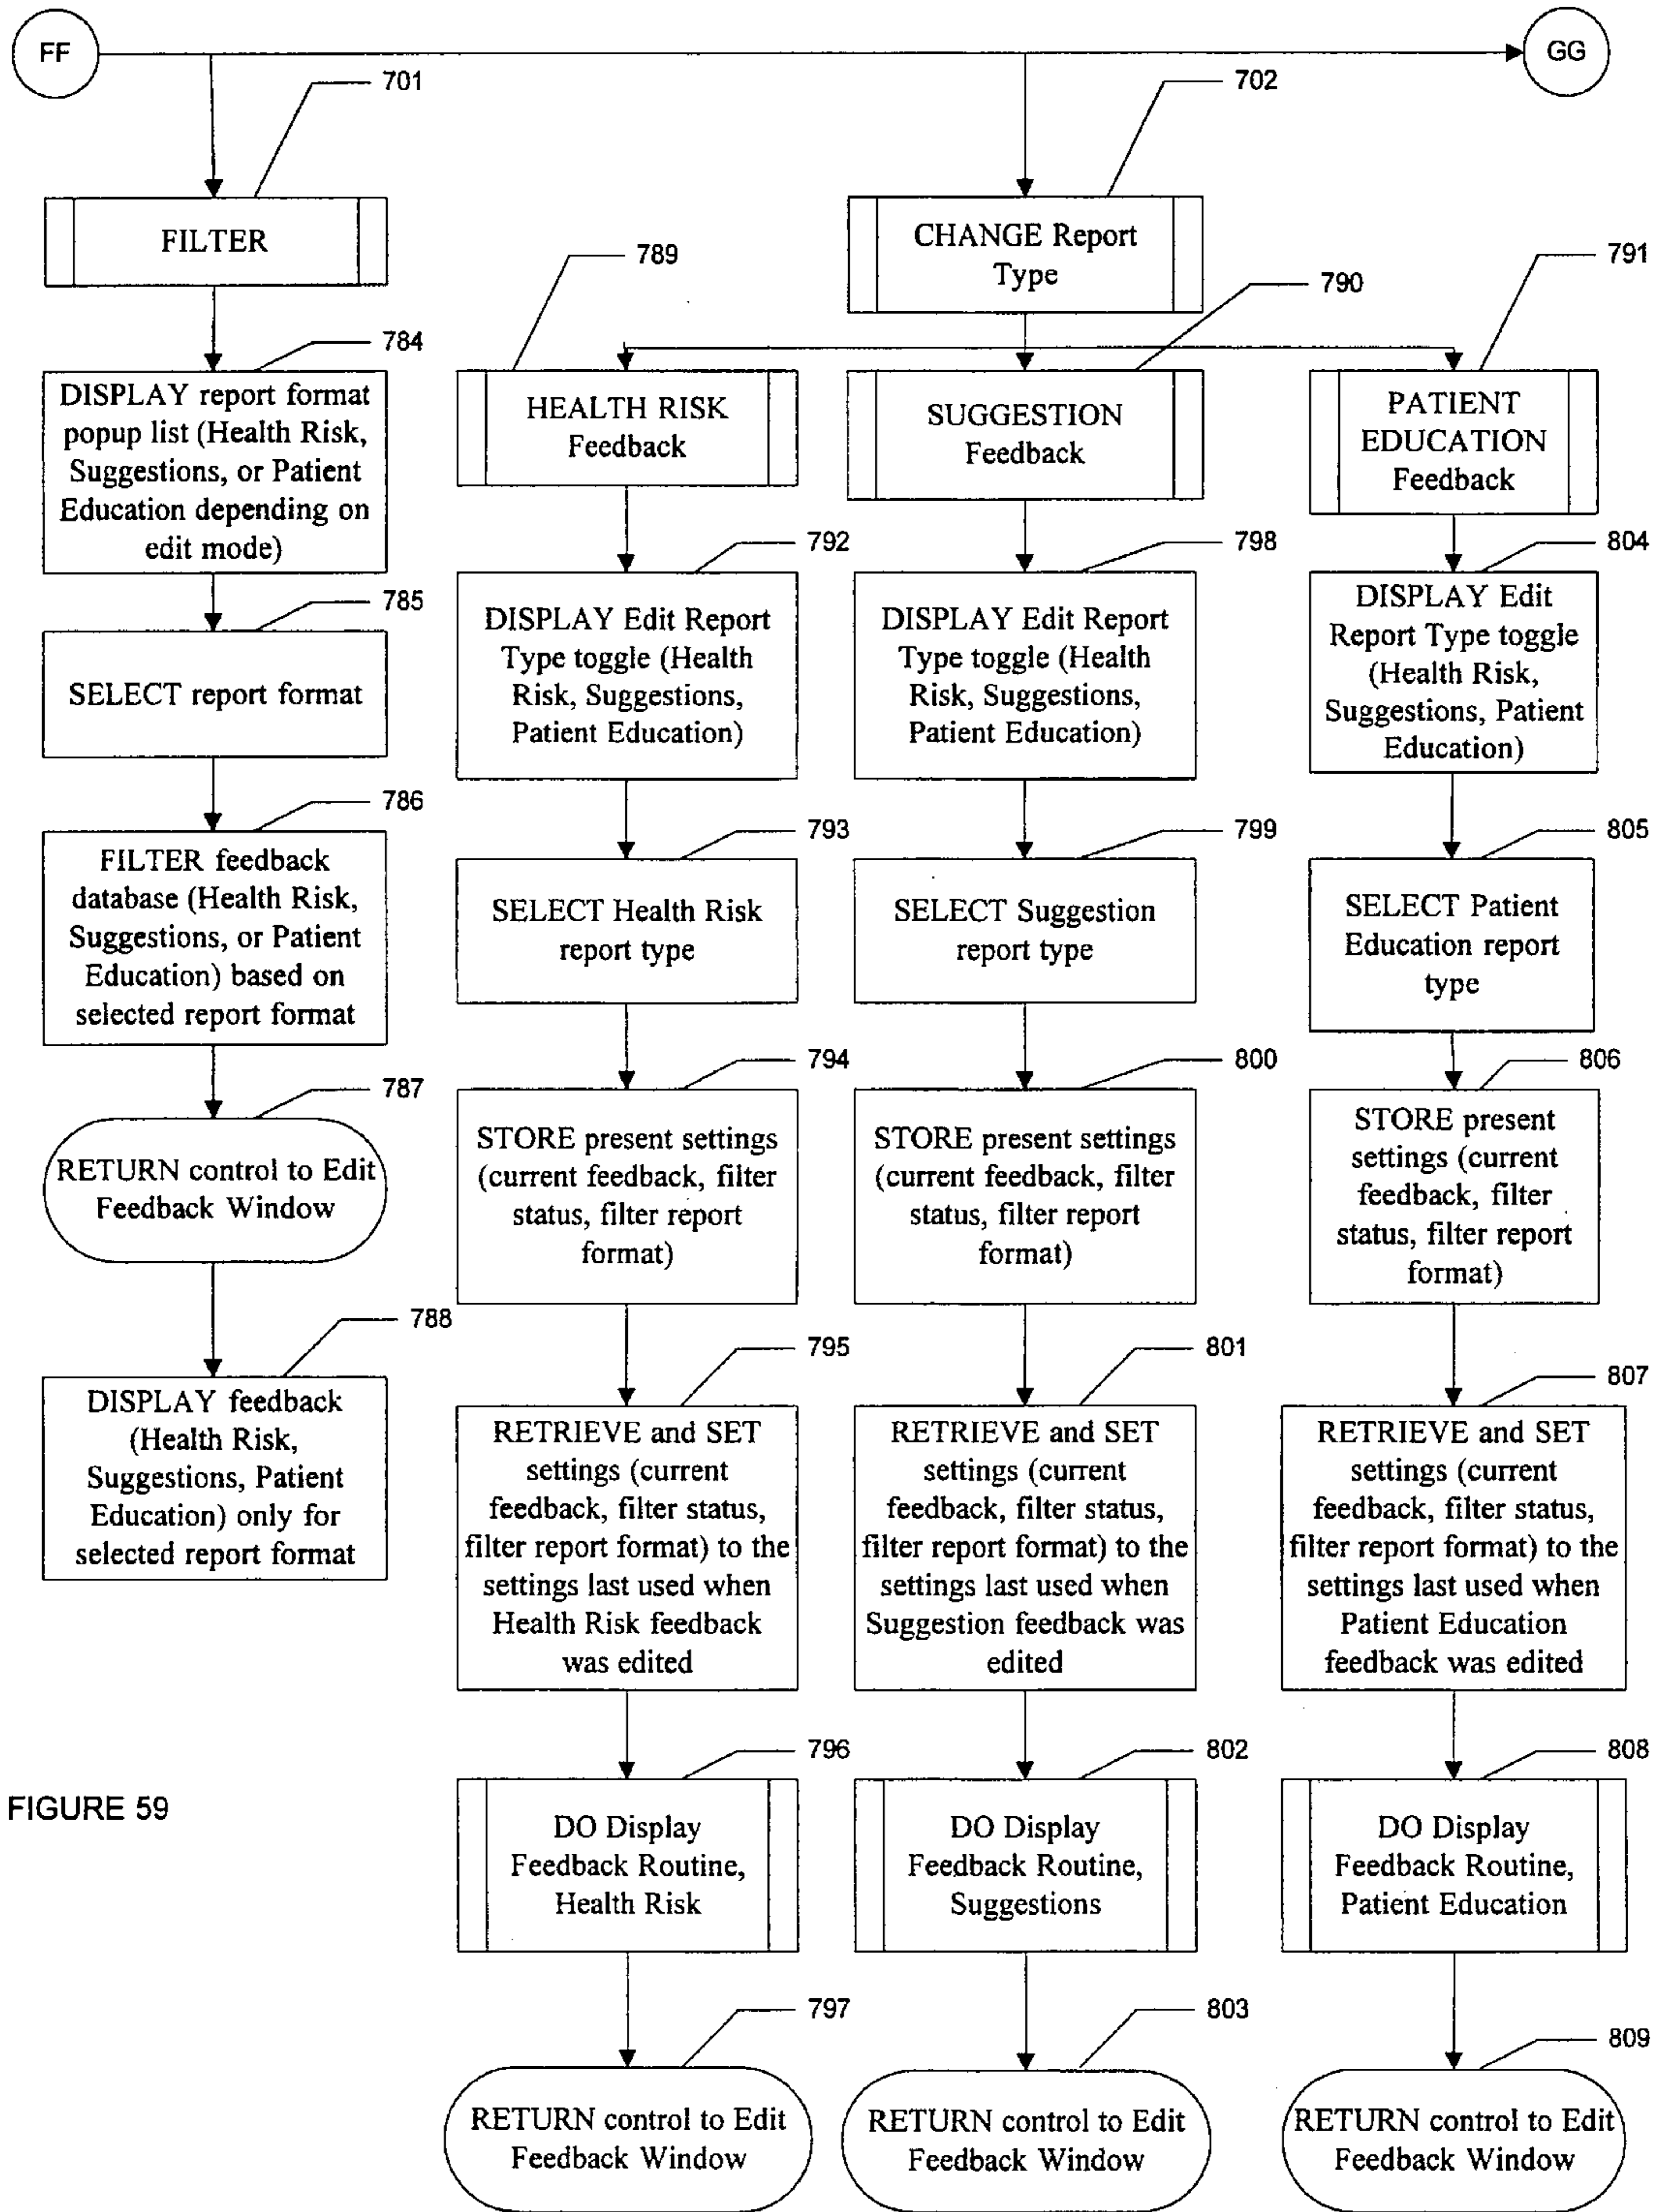 FF
GG
701
702
FILTER
CHANGE Report
Type
789
790
791
784
DISPLAY report format
popup list (Health Risk,
Suggestions, or Patient
Education depending on
edit mode)
HEALTH RISK
Feedback
SUGGESTION
Feedback
PATIENT
EDUCATION
Feedback
785
SELECT report format
792
DISPLAY Edit Report
Type toggle (Health
Risk, Suggestions,
Patient Education)
798
DISPLAY Edit Report
Type toggle (Health
Risk, Suggestions,
Patient Education)
804
DISPLAY Edit
Report Type toggle
(Health Risk,
Suggestions, Patient
Education)
786
FILTER feedback
database (Health Risk,
Suggestions, or Patient
Education) based on
selected report format
793
SELECT Health Risk
report type
799
SELECT Suggestion
report type
805
SELECT Patient
Education report
type
787
RETURN control to Edit
Feedback Window
794
STORE present settings
(current feedback, filter
status, filter report
format)
800
STORE present settings
(current feedback, filter
status, filter report
format)
806
STORE present
settings (current
feedback, filter
status, filter report
format)
788
DISPLAY feedback
(Health Risk,
Suggestions, Patient
Education) only for
selected report format
795
RETRIEVE and SET
settings (current
feedback, filter status,
filter report format) to the
settings last used when
Health Risk feedback
was edited
801
RETRIEVE and SET
settings (current
feedback, filter status,
filter report format) to the
settings last used when
Suggestion feedback was
edited
807
RETRIEVE and SET
settings (current
feedback, filter status,
filter report format) to the
settings last used when
Patient Education
feedback was edited
FIGURE 59
796
DO Display
Feedback Routine,
Health Risk
802
DO Display
Feedback Routine,
Suggestions
808
DO Display
Feedback Routine,
Patient Education
797
RETURN control to Edit
Feedback Window
803
RETURN control to Edit
Feedback Window
809
RETURN control to Edit
Feedback Window